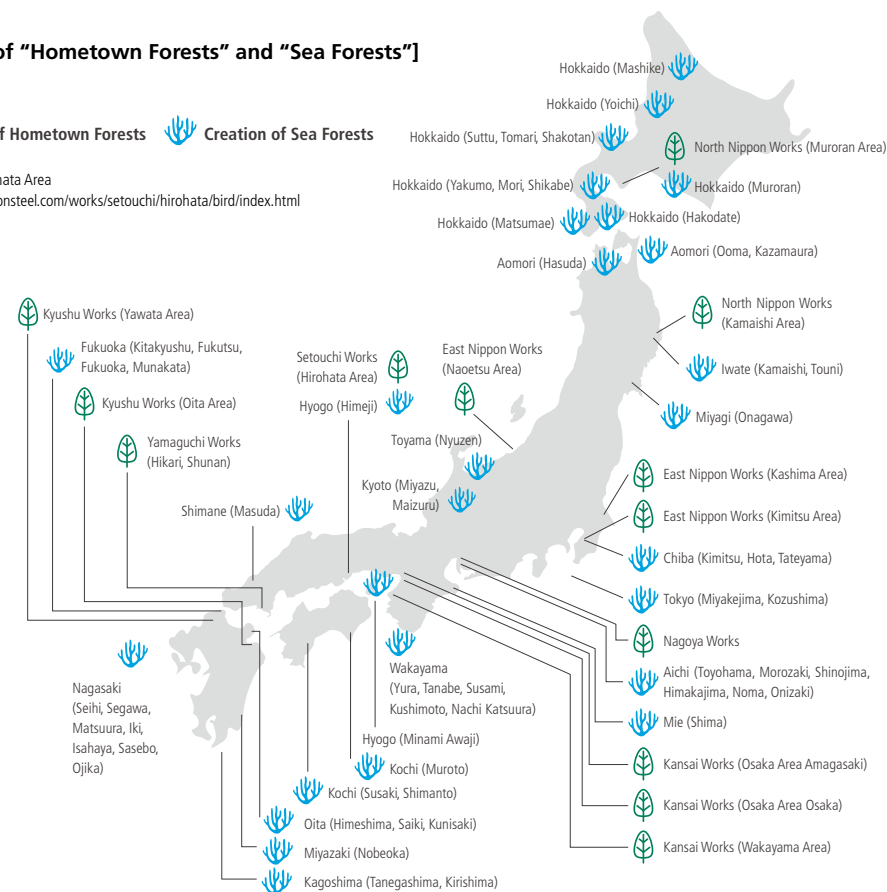 of “Hometown Forests” and “Sea Forests”]
f Hometown Forests
Creation of Sea Forests
ata Area
onsteel.com/works/setouchi/hirohata/bird/index.html
Hokkaido (Mashike)
Hokkaido (Yoichi)
Hokkaido (Suttu, Tomari, Shakotan)
North Nippon Works (Muroran Area)
Hokkaido (Yakumo, Mori, Shikabe)
Hokkaido (Muroran)
Hokkaido (Matsumae)
Hokkaido (Hakodate)
Aomori (Hasuda)
Aomori (Ooma, Kazamaura)
Kyushu Works (Yawata Area)
Fukuoka (Kitakyushu, Fukutsu,
Fukuoka, Munakata)
Kyushu Works (Oita Area)
Yamaguchi Works
(Hikari, Shunan)
Setouchi Works
(Hirohata Area)
Hyogo (Himeji)
East Nippon Works
(Naoetsu Area)
Toyama (Nyuzen)
Kyoto (Miyazu,
Maizuru)
Shimane (Masuda)
North Nippon Works
(Kamaishi Area)
Iwate (Kamaishi, Touni)
Miyagi (Onagawa)
East Nippon Works (Kashima Area)
East Nippon Works (Kimitsu Area)
Chiba (Kimitsu, Hota, Tateyama)
Tokyo (Miyakejima, Kozushima)
Nagoya Works
Aichi (Toyohama, Morozaki, Shinojima,
Himakajima, Noma, Onizaki)
Mie (Shima)
Kansai Works (Osaka Area Amagasaki)
Kansai Works (Osaka Area Osaka)
Kansai Works (Wakayama Area)
Nagasaki
(Seihi, Segawa,
Matsuura, Iki,
Isahaya, Sasebo,
Ojika)
Wakayama
(Yura, Tanabe, Susami,
Kushimoto, Nachi Katsuura)
Hyogo (Minami Awaji)
Kochi (Muroto)
Kochi (Susaki, Shimanto)
Oita (Himeshima, Saiki, Kunisaki)
Miyazaki (Nobeoka)
Kagoshima (Tanegashima, Kirishima)